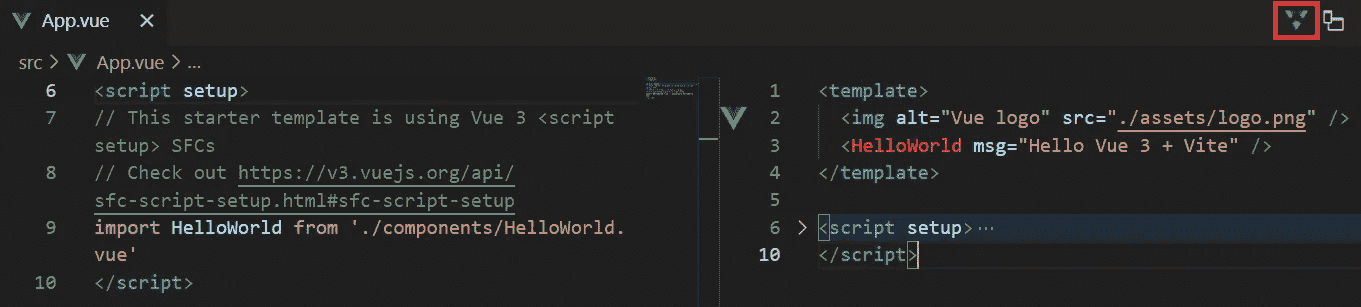 App.vue
src > App.vue > ...
6 <script setup>
7 // This starter template is using Vue 3 <script
setup> SFCs
8 // Check out https://v3.vuejs.org/api/
sfc-script-setup.html#sfc-script-setup
9 import HelloWorld from './components/HelloWorld.
vue'
10 </script>
1 <template>
2 <img alt="Vue logo" src="./assets/logo.png" />
3 <HelloWorld msg="Hello Vue 3 + Vite" />
4 </template>
5
6 <script setup>…
10 </script>